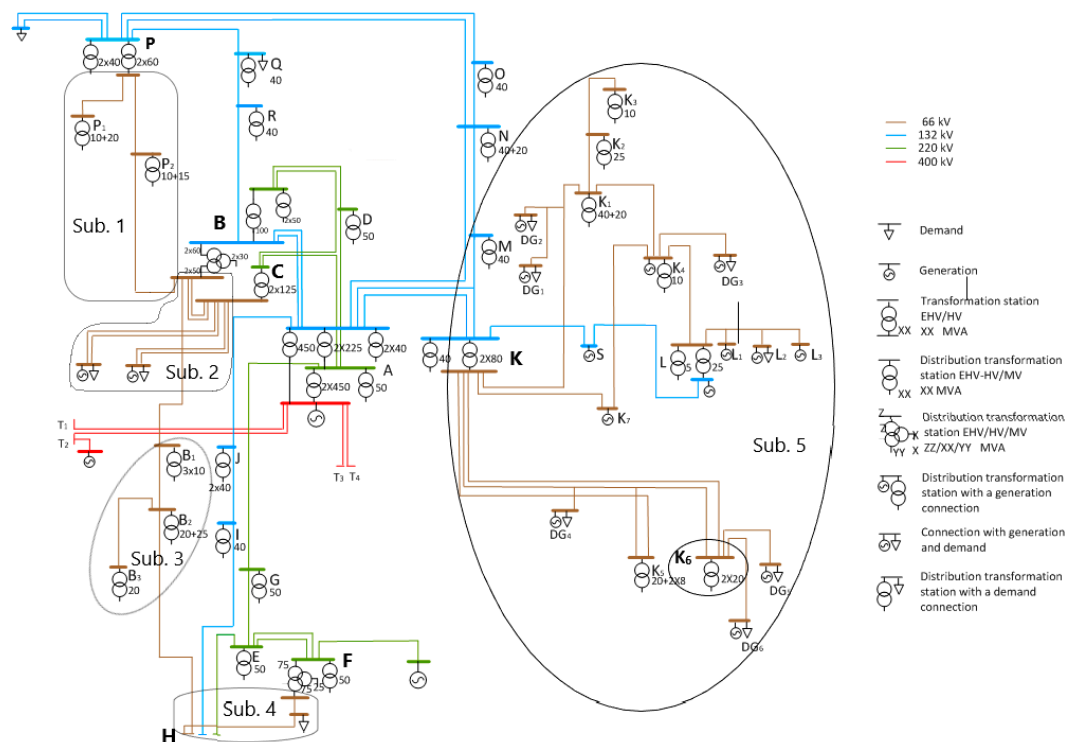 P
2x40
2x60
Q
40
O
40
K3
10
66 kV
132 kV
220 kV
400 kV
P1
10+20
R
40
N
40+20
K2
25
P2
10+15
Sub. 1
K1
40+20
B
100
2x50
D
50
M
40
DG2
DG1
2x60
2x30
2x50
C
2x125
K4
10
DG3
Sub. 2
450
2X225
2X40
A
2X450
50
40
2X80
K
S
L
5
25
L1
L2
L3
K7
Sub. 5
T1
T2
T3
T4
B1
3x10
J
2x40
B2
20+25
Sub. 3
B3
20
I
40
DG4
K5
20+2X8
K6
2X20
DG5
DG6
G
50
E
50
F
75
75
25
50
Sub. 4
H
Demand
Generation
Transformation station
EHV/HV
XX MVA
XX
Distribution transformation
station EHV-HV/MV
XX MVA
XX
Distribution transformation
station EHV/HV/MV
ZZ/XX/YY MVA
Z
Z
X
X
YY
Distribution transformation
station with a generation
connection
Connection with generation
and demand
Distribution transformation
station with a demand
connection